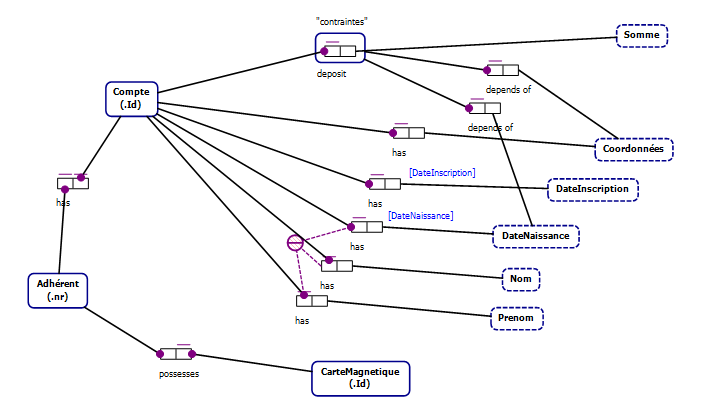 "contraintes"
Somme
deposit
depends of
Compte
(.Id)
depends of
Coordonnées
has
[DateInscription]
DateInscription
has
has
[DateNaissance]
DateNaissance
has
Nom
Adhérent
(.nr)
has
Prenom
has
possesses
CarteMagnetique
(.Id)